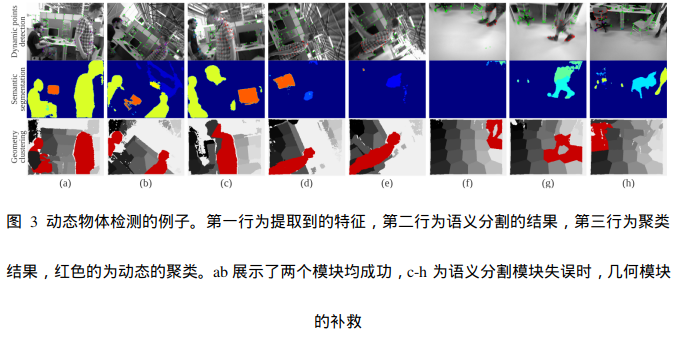 Dynamic points
detection
Semantic
segmentation
Geometry
clustering
(a) (b) (c) (d) (e) (f) (g) (h)
图 3 动态物体检测的例子。第一行为提取到的特征，第二行为语义分割的结果，第三行为聚类
结果，红色的为动态的聚类。ab 展示了两个模块均成功，c-h 为语义分割模块失误时，几何模块
的补救